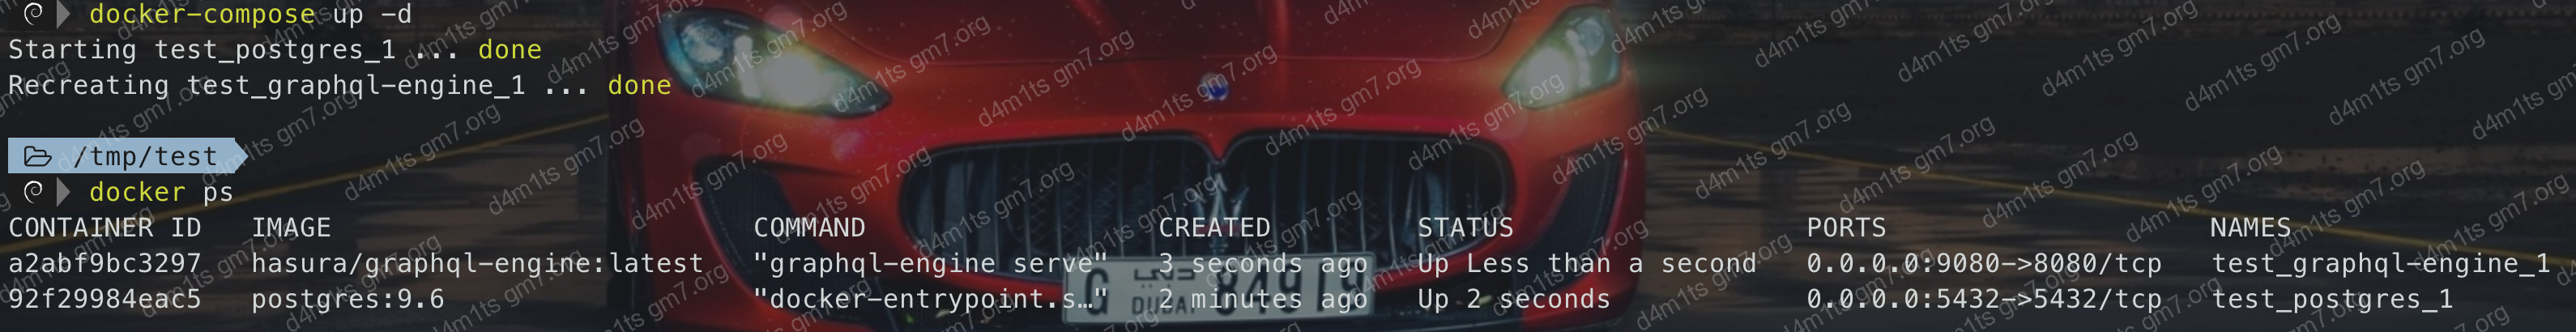 docker-compose up -d
Starting test_postgres_1 ... done
Recreating test_graphql-engine_1 ... done
/tmp/test
docker ps
CONTAINER ID IMAGE COMMAND CREATED STATUS PORTS NAMES
a2abf9bc3297 hasura/graphql-engine:latest "graphql-engine serve" 3 seconds ago Up Less than a second 0.0.0.0:9080->8080/tcp test_graphql-engine_1
92f29984eac5 postgres:9.6 "docker-entrypoint.s…" 2 minutes ago Up 2 seconds 0.0.0.0:5432->5432/tcp test_postgres_1
d4m1ts gm7.org